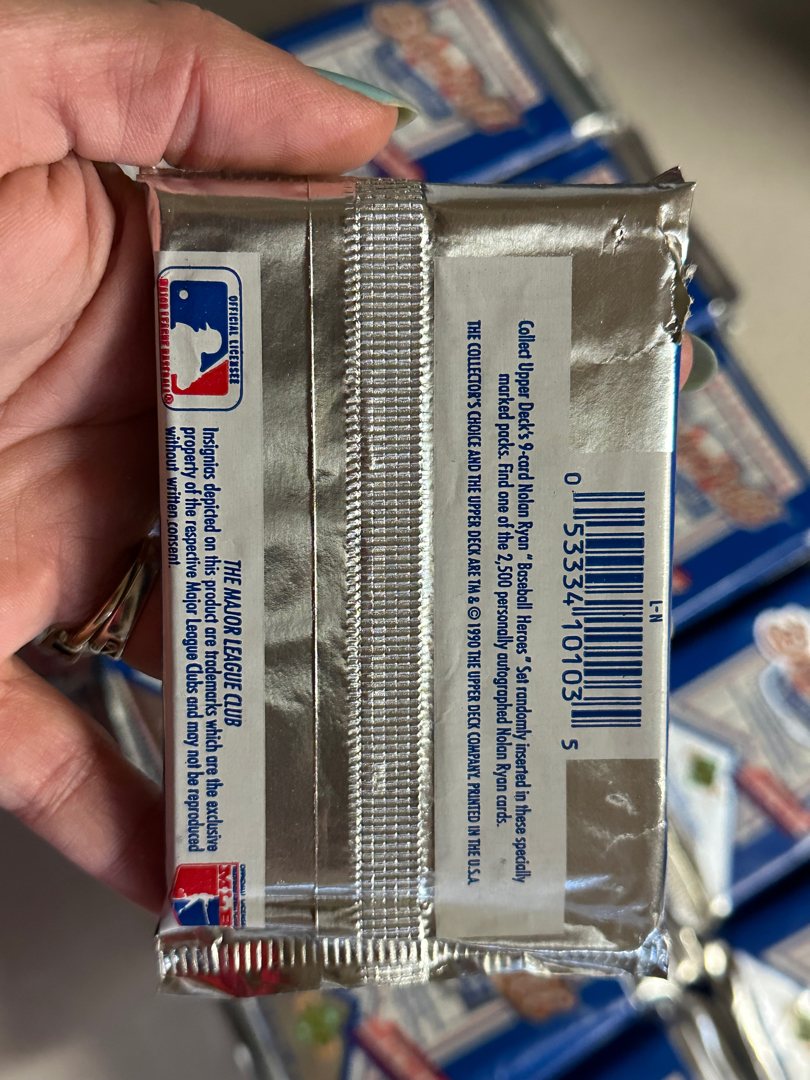 L-N
0 53334 10103 5
Collect Upper Deck's 9-card Nolan Ryan "Baseball Heroes" Set randomly inserted in these specially
marked packs. Find one of the 2,500 personally autographed Nolan Ryan cards.
THE COLLECTOR'S CHOICE AND THE UPPER DECK ARE TM & © 1990 THE UPPER DECK COMPANY. PRINTED IN THE U.S.A.
OFFICIAL LICENSEE
MAJOR LEAGUE BASEBALL®
THE MAJOR LEAGUE CLUB
Insignias depicted on this product are trademarks which are the exclusive
property of the respective Major League Clubs and may not be reproduced
without written consent.